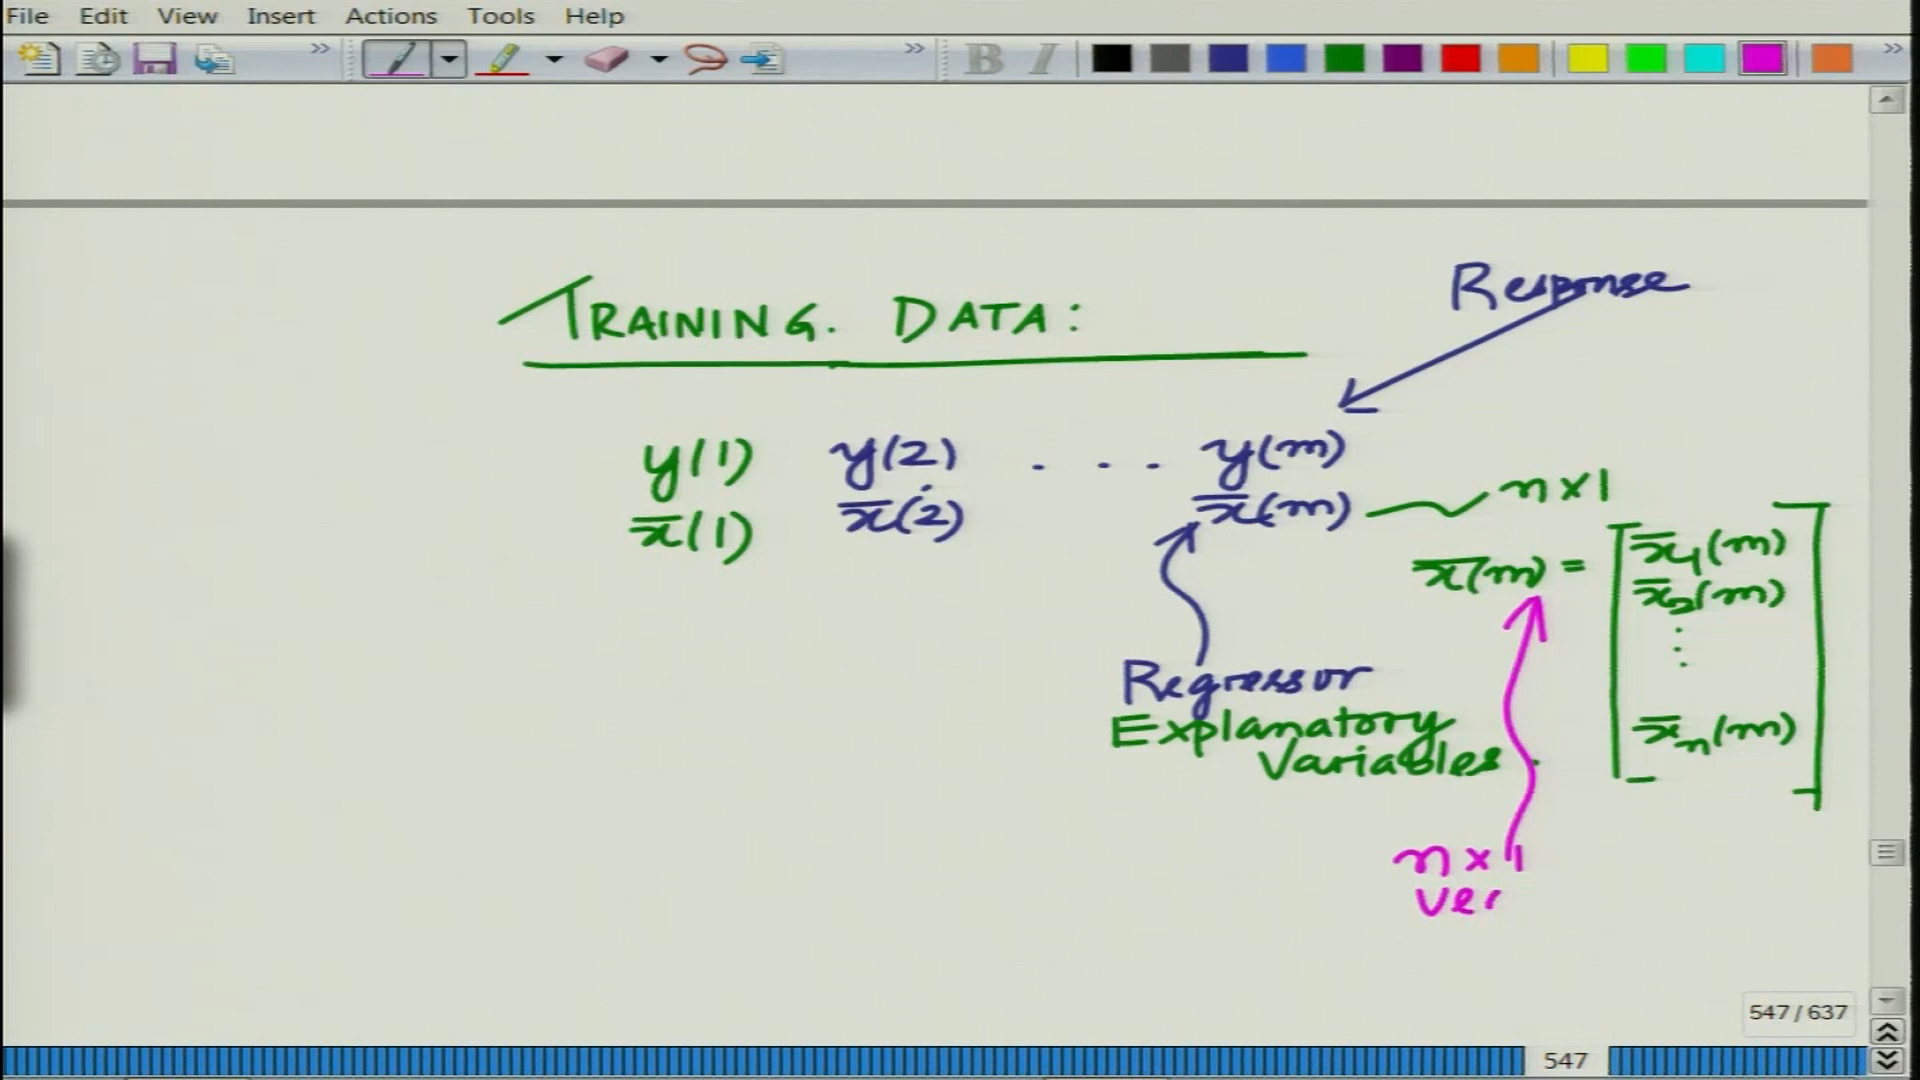 File Edit View Insert Actions Tools Help
B I
Response
TRAINING. DATA:
y(1) y(2) . . . . y(m)
x̅(1) x̅(2) x̅(m) n×1
x̅(m) = x̅₁(m)
x̅₂(m)
⋮
x̅ₙ(m)
Regressor
Explanatory
Variables.
n×1
vec
547 / 637
547